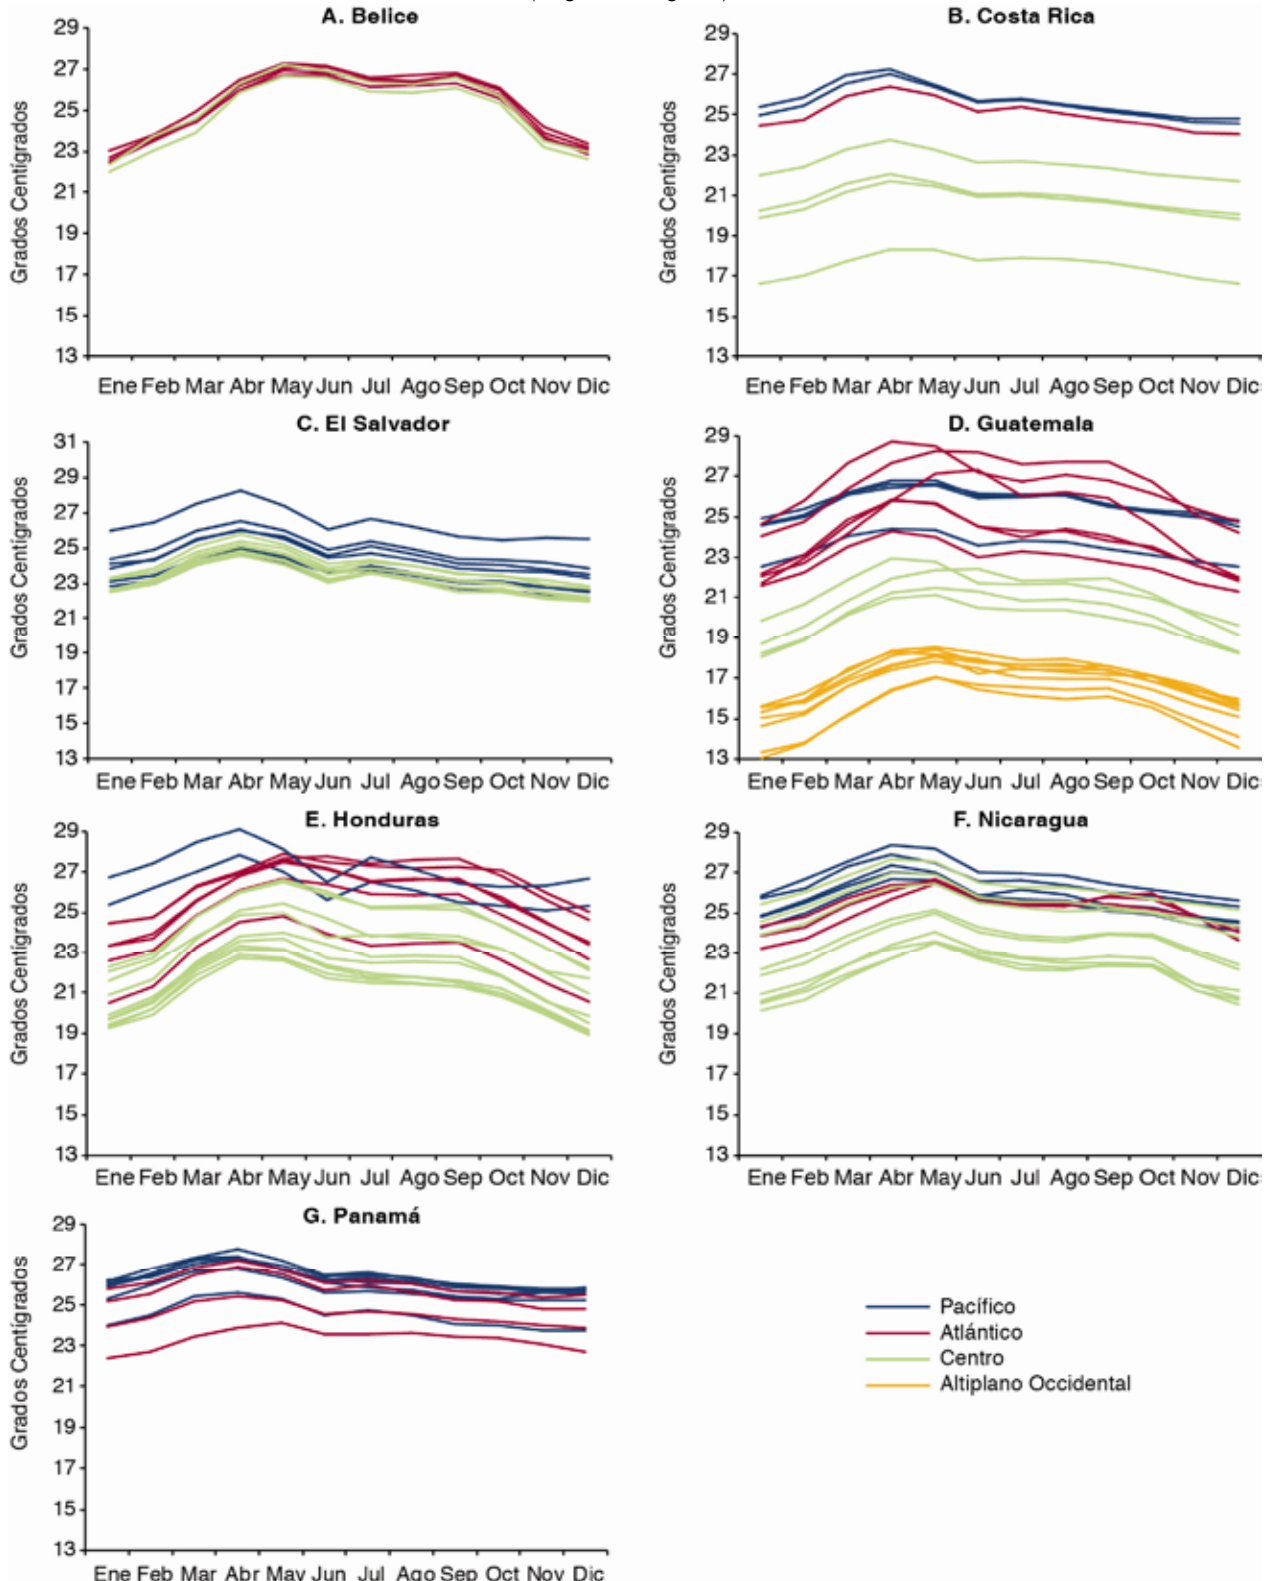 A. Belice
B. Costa Rica
Grados Centígrados
29
27
25
23
21
19
17
15
13
Ene Feb Mar Abr May Jun Jul Ago Sep Oct Nov Dic
Grados Centígrados
29
27
25
23
21
19
17
15
13
Ene Feb Mar Abr May Jun Jul Ago Sep Oct Nov Dic
C. El Salvador
D. Guatemala
Grados Centígrados
31
29
27
25
23
21
19
17
15
13
Ene Feb Mar Abr May Jun Jul Ago Sep Oct Nov Dic
Grados Centígrados
29
27
25
23
21
19
17
15
13
Ene Feb Mar Abr May Jun Jul Ago Sep Oct Nov Dic
E. Honduras
F. Nicaragua
Grados Centígrados
29
27
25
23
21
19
17
15
13
Ene Feb Mar Abr May Jun Jul Ago Sep Oct Nov Dic
Grados Centígrados
29
27
25
23
21
19
17
15
13
Ene Feb Mar Abr May Jun Jul Ago Sep Oct Nov Dic
G. Panamá
Grados Centígrados
29
27
25
23
21
19
17
15
13
Ene Feb Mar Abr May Jun Jul Ago Sep Oct Nov Dic
Pacífico
Atlántico
Centro
Altiplano Occidental